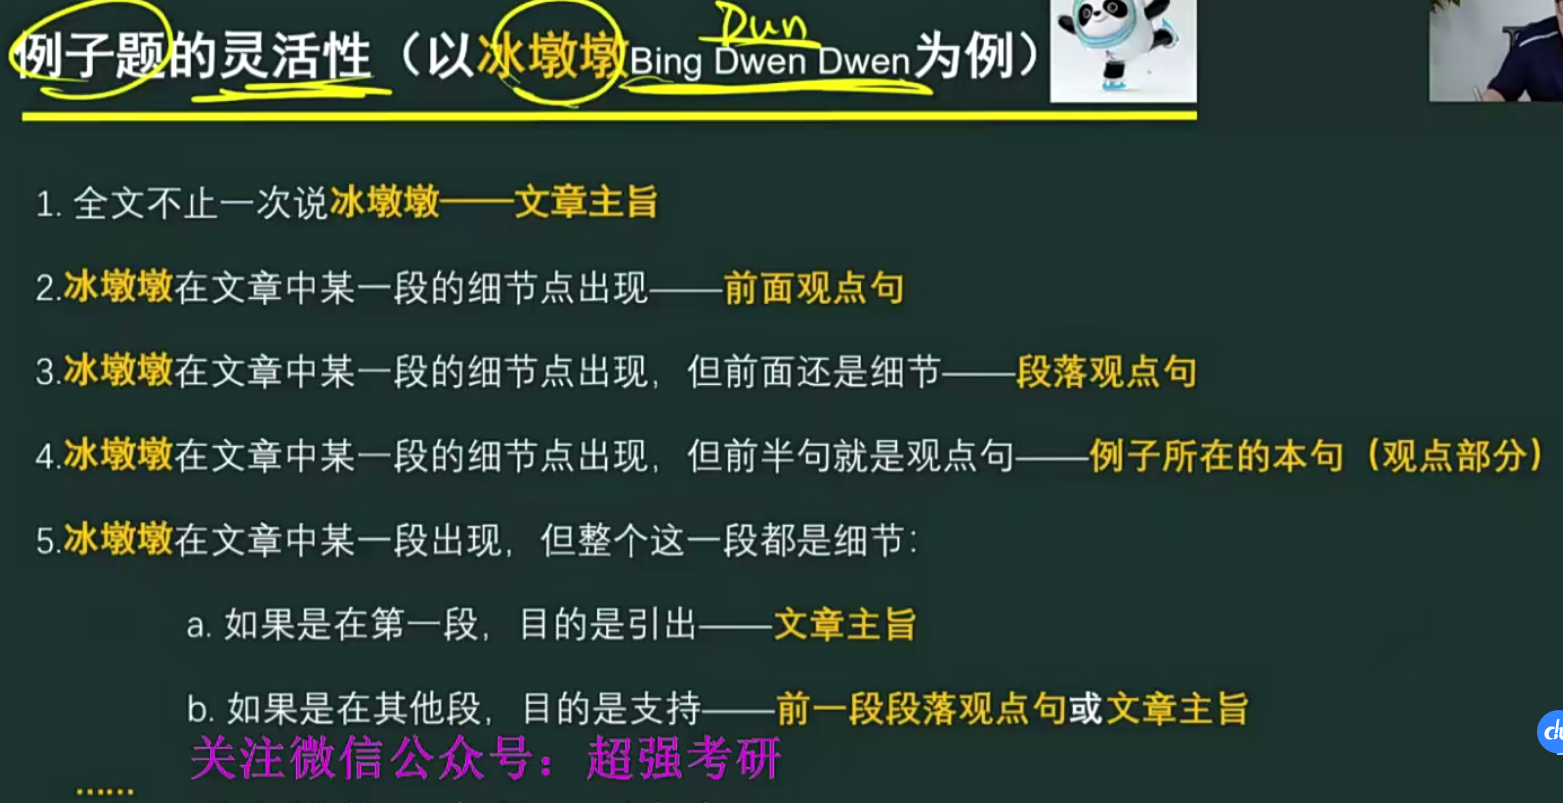 Dun
例子题的灵活性（以冰墩墩Bing Dwen Dwen为例）
1. 全文不止一次说冰墩墩——文章主旨
2.冰墩墩在文章中某一段的细节点出现——前面观点句
3.冰墩墩在文章中某一段的细节点出现，但前面还是细节——段落观点句
4.冰墩墩在文章中某一段的细节点出现，但前半句就是观点句——例子所在的本句（观点部分）
5.冰墩墩在文章中某一段出现，但整个这一段都是细节：
a. 如果是在第一段，目的是引出——文章主旨
b. 如果是在其他段，目的是支持——前一段段落观点句或文章主旨
关注微信公众号：超强考研
……